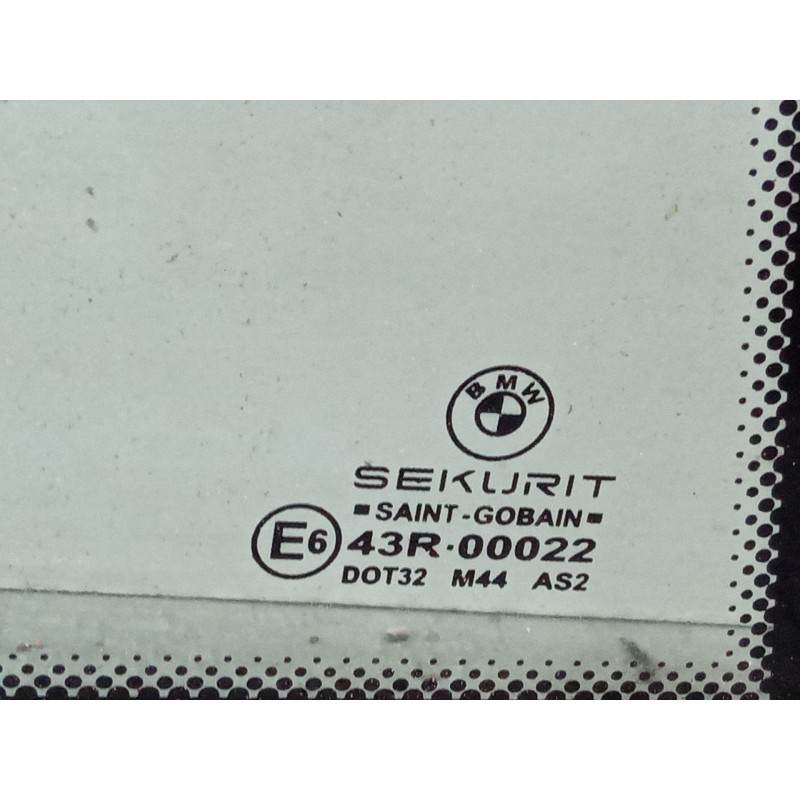 BMW
SEKURIT
SAINT-GOBAIN
E6 43R-00022
DOT32 M44 AS2